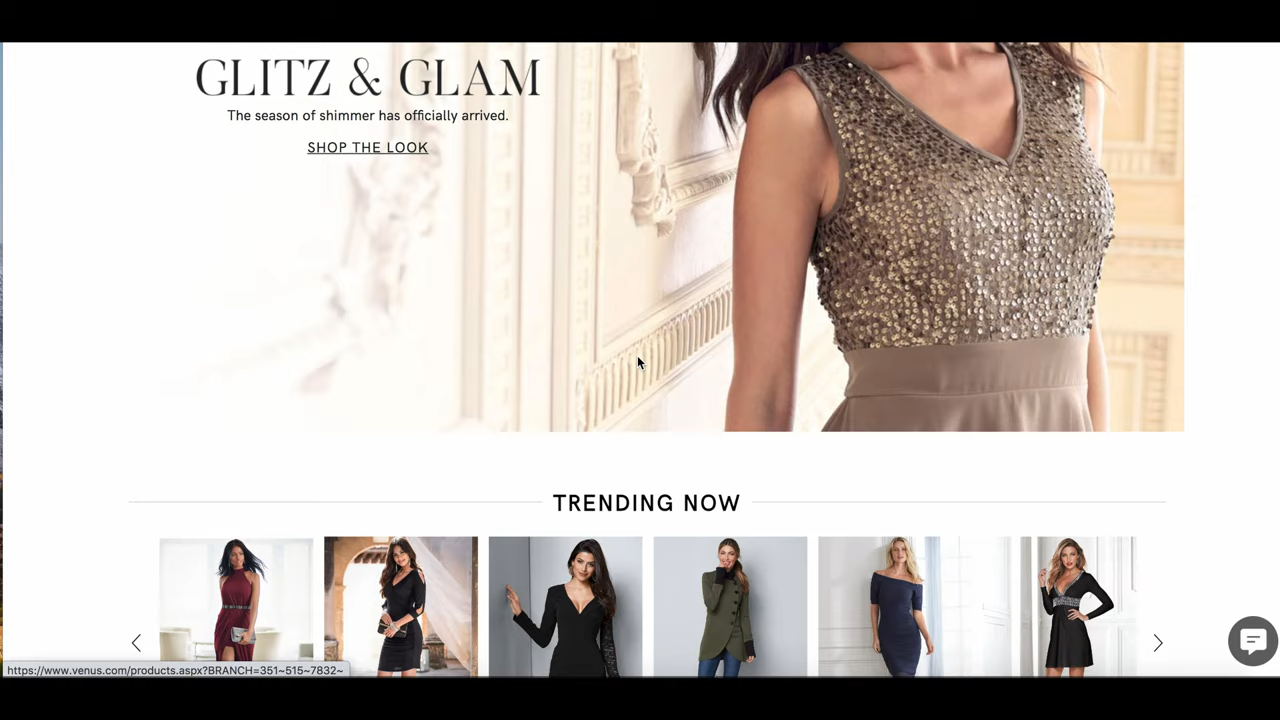 GLITZ & GLAM
The season of shimmer has officially arrived.
SHOP THE LOOK
TRENDING NOW
https://www.venus.com/products.aspx?BRANCH=351~515~7832~